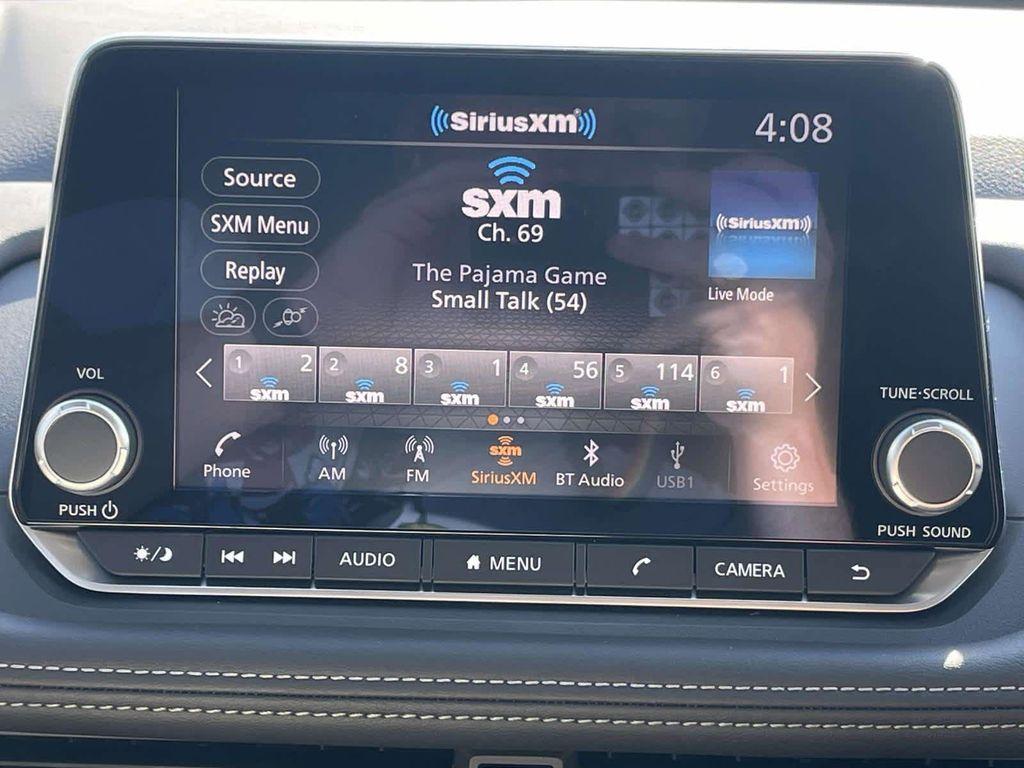 ((SiriusXM))
4:08
Source
SXM Menu
Replay
sxm
Ch. 69
The Pajama Game
Small Talk (54)
((SiriusXM))
Live Mode
1 2 sxm
2 8 sxm
3 1 sxm
4 56 sxm
5 114 sxm
6 1 sxm
Phone
AM
FM
sxm
SiriusXM
BT Audio
USB1
Settings
VOL
PUSH
TUNE·SCROLL
PUSH SOUND
AUDIO
MENU
CAMERA